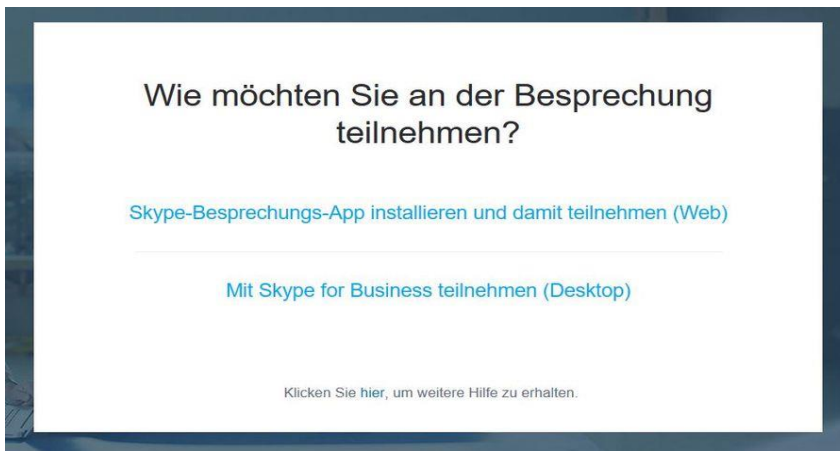 Wie möchten Sie an der Besprechung
teilnehmen?
Skype-Besprechungs-App installieren und damit teilnehmen (Web)
Mit Skype for Business teilnehmen (Desktop)
Klicken Sie hier, um weitere Hilfe zu erhalten.